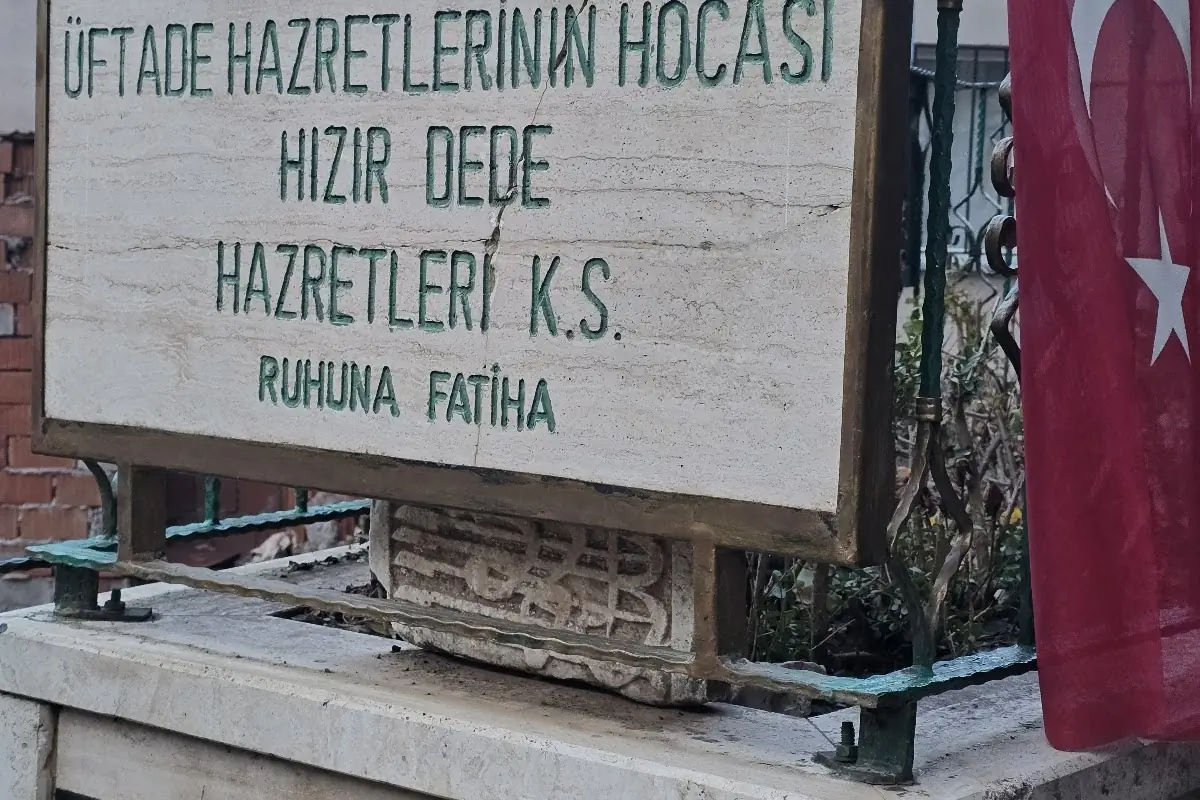 ÜFTADE HAZRETLERİNİN HOCASI
HIZIR DEDE
HAZRETLERİ K.S.
RUHUNA FATİHA